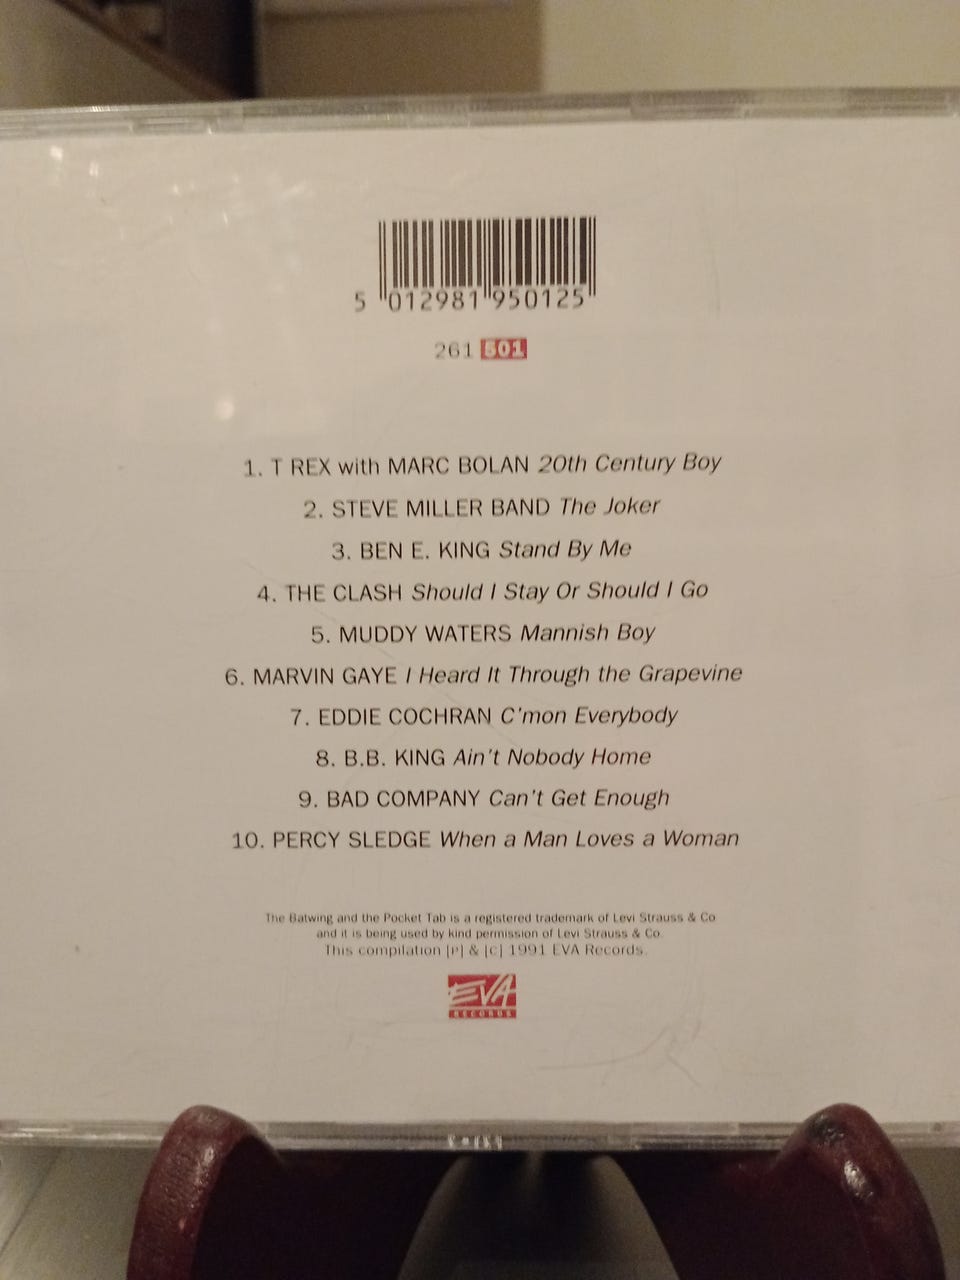 5 012981 950125
261 501
1. T REX with MARC BOLAN 20th Century Boy
2. STEVE MILLER BAND The Joker
3. BEN E. KING Stand By Me
4. THE CLASH Should I Stay Or Should I Go
5. MUDDY WATERS Mannish Boy
6. MARVIN GAYE I Heard It Through the Grapevine
7. EDDIE COCHRAN C'mon Everybody
8. B.B. KING Ain't Nobody Home
9. BAD COMPANY Can't Get Enough
10. PERCY SLEDGE When a Man Loves a Woman
The Batwing and the Pocket Tab is a registered trademark of Levi Strauss & Co
and it is being used by kind permission of Levi Strauss & Co.
This compilation [P] & [C] 1991 EVA Records.
EVA
RECORDS